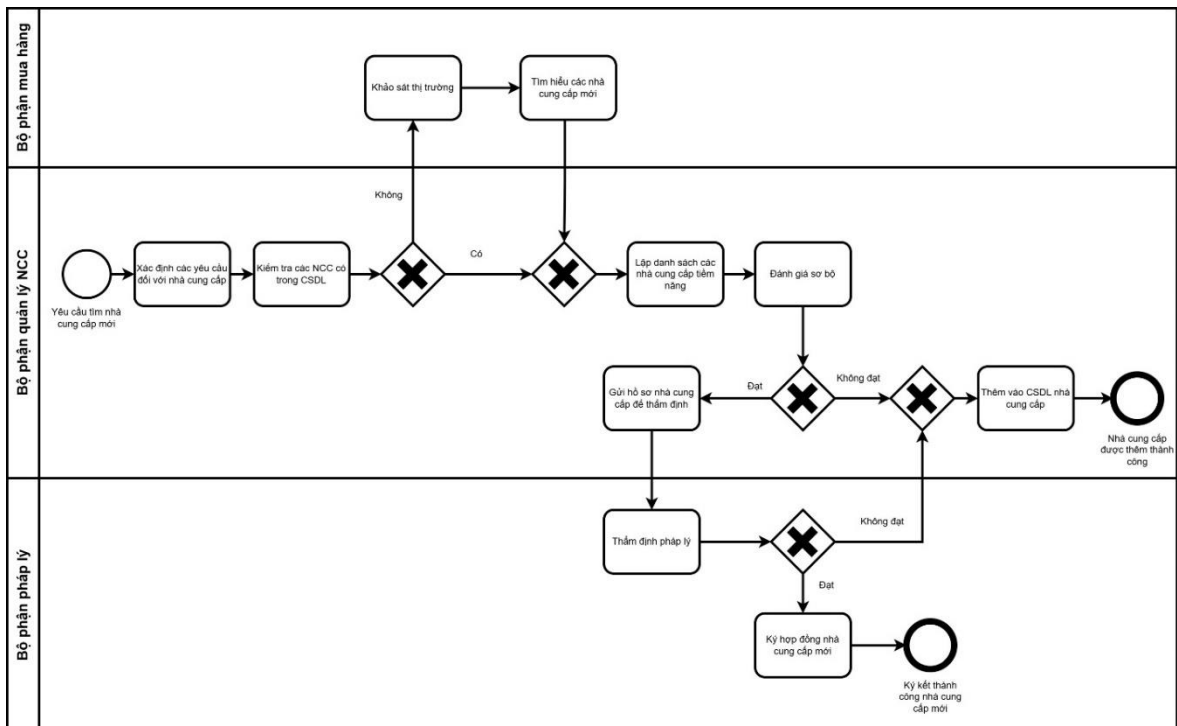 Bộ phận mua hàng
Khảo sát thị trường
Tìm hiểu các nhà
cung cấp mới
Bộ phận quản lý NCC
Không
Yêu cầu tìm nhà
cung cấp mới
Xác định các yêu cầu
đối với nhà cung cấp
Kiểm tra các NCC có
trong CSDL
Có
Lập danh sách các
nhà cung cấp tiềm
năng
Đánh giá sơ bộ
Gửi hồ sơ nhà cung
cấp để thẩm định
Đạt
Không đạt
Thêm vào CSDL nhà
cung cấp
Nhà cung cấp
được thêm thành
công
Bộ phận pháp lý
Thẩm định pháp lý
Không đạt
Đạt
Ký hợp đồng nhà
cung cấp mới
Ký kết thành
công nhà cung
cấp mới